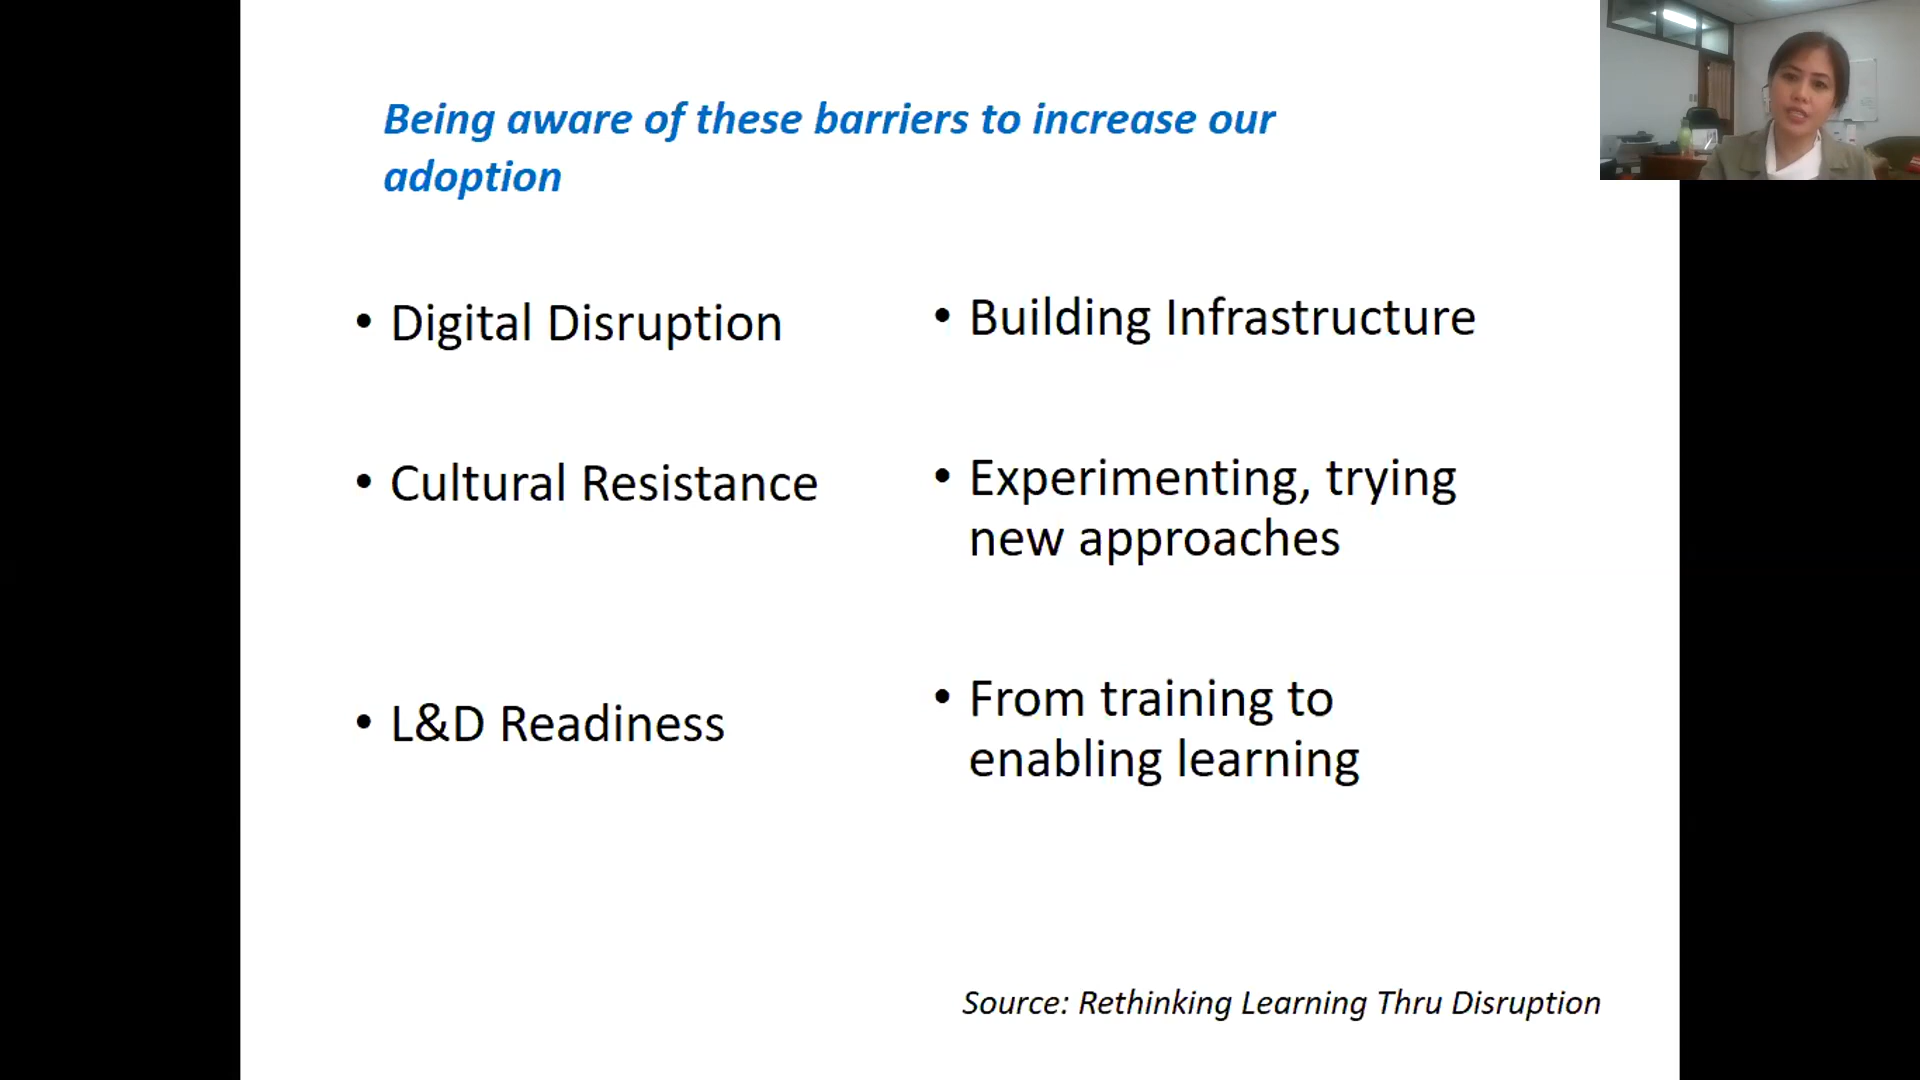 Being aware of these barriers to increase our
adoption
• Digital Disruption
• Cultural Resistance
• L&D Readiness
• Building Infrastructure
• Experimenting, trying
new approaches
• From training to
enabling learning
Source: Rethinking Learning Thru Disruption